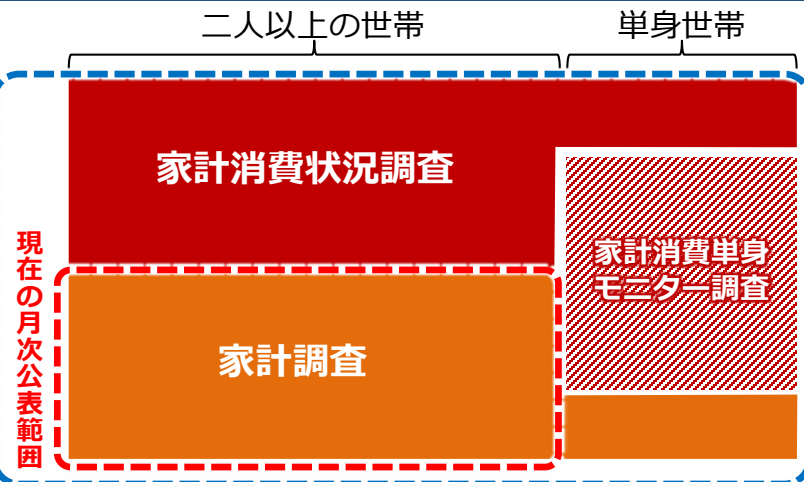 二人以上の世帯
単身世帯
家計消費状況調査
家計消費単身
モニター調査
現在の月次公表範囲
家計調査